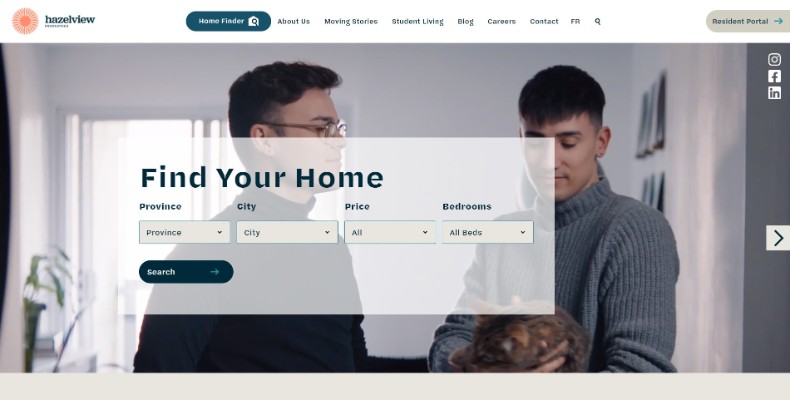 hazelview
Home Finder
About Us
Moving Stories
Student Living
Blog
Careers
Contact
FR
Resident Portal
Find Your Home
Province
City
Price
Bedrooms
Province
City
All
All Beds
Search